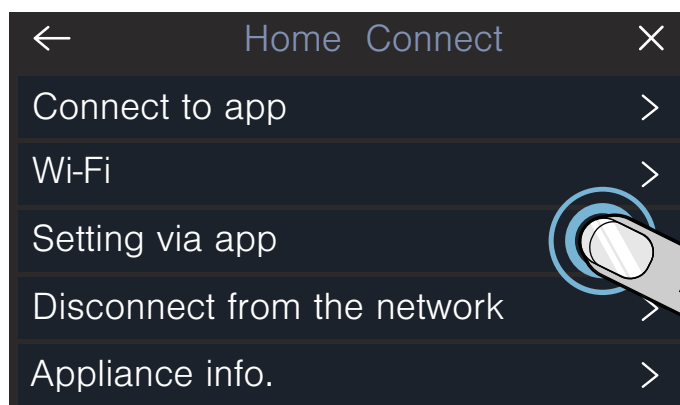 Home Connect
Connect to app
Wi-Fi
Setting via app
Disconnect from the network
Appliance info.